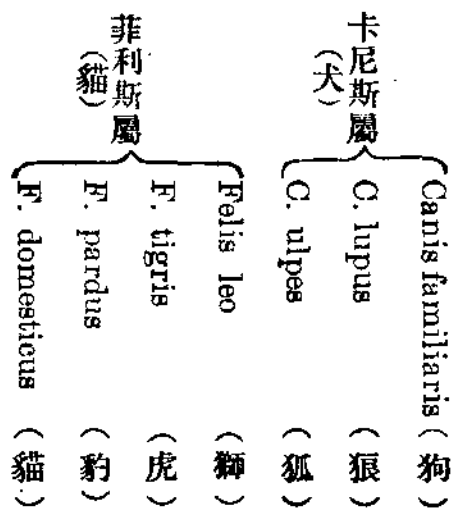 卡尼斯屬
(犬)
Canis familiaris (狗)
C. lupus (狼)
C. ulpes (狐)
菲利斯屬
(貓)
Felis leo (獅)
F. tigris (虎)
F. pardus (豹)
F. domesticus (貓)